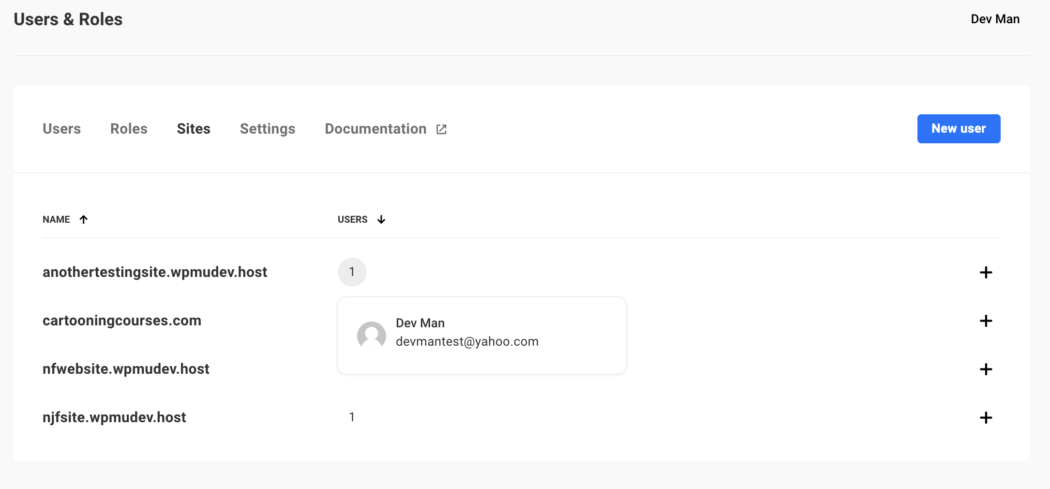 Users & Roles Dev Man
Users Roles Sites Settings Documentation New user
NAME USERS
anothertestingsite.wpmudev.host 1
cartooningcourses.com
Dev Man
devmantest@yahoo.com
nfwebsite.wpmudev.host
njfsite.wpmudev.host 1